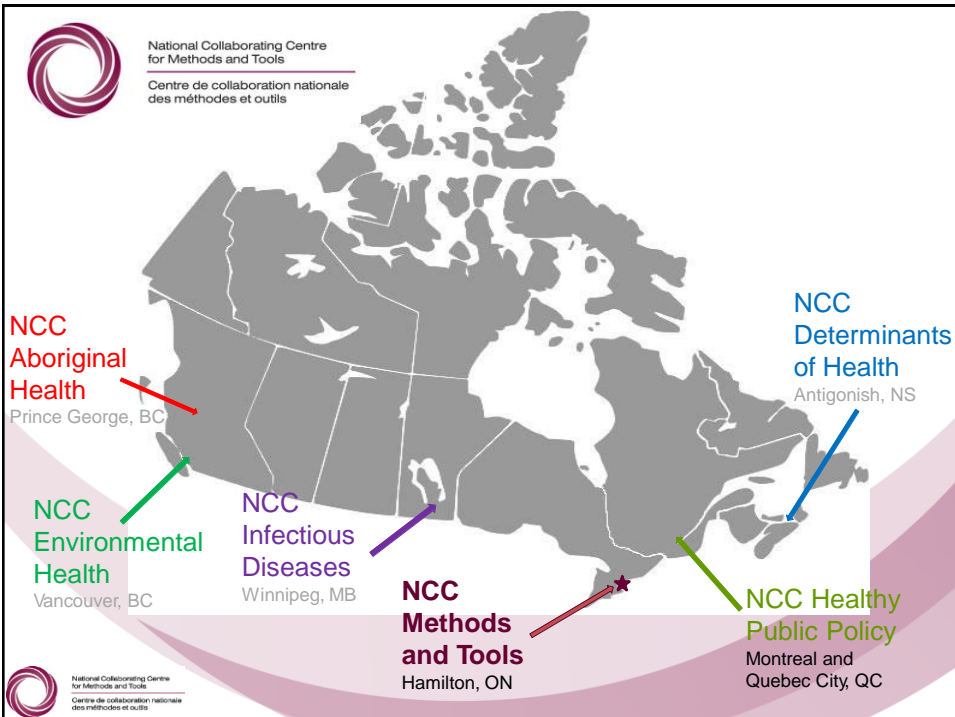 National Collaborating Centre
for Methods and Tools
Centre de collaboration nationale
des méthodes et outils
NCC
Aboriginal
Health
Prince George, BC
NCC
Determinants
of Health
Antigonish, NS
NCC
Environmental
Health
Vancouver, BC
NCC
Infectious
Diseases
Winnipeg, MB
NCC
Methods
and Tools
Hamilton, ON
NCC Healthy
Public Policy
Montreal and
Quebec City, QC
National Collaborating Centre
for Methods and Tools
Centre de collaboration nationale
des méthodes et outils